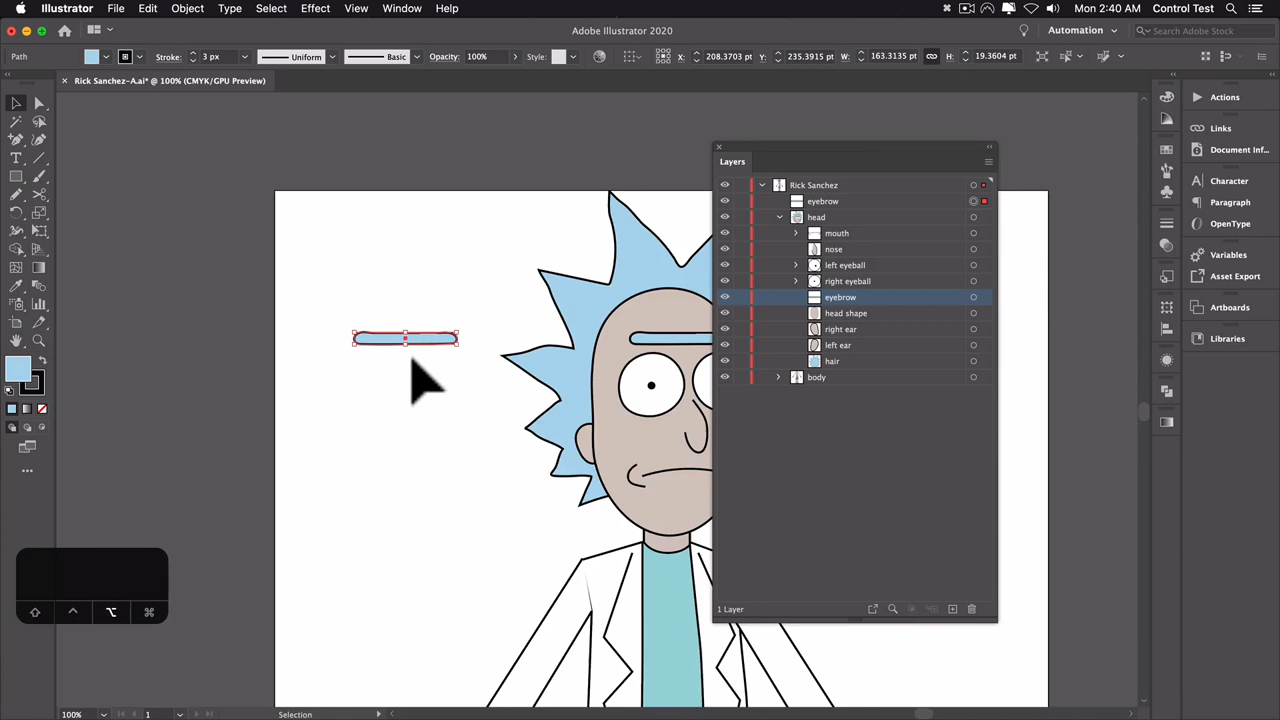 Illustrator File Edit Object Type Select Effect View Window Help Mon 2:40 AM Control Test
Adobe Illustrator 2020 Automation Search Adobe Stock
Path Stroke: 3 px Uniform Basic Opacity: 100% Style: X: 208.3703 pt Y: 235.3915 pt W: 163.3135 pt H: 19.3604 pt
Rick Sanchez-A.ai* @ 100% (CMYK/GPU Preview)
Layers
Rick Sanchez
eyebrow
head
mouth
nose
left eyeball
right eyeball
eyebrow
head shape
right ear
left ear
hair
body
1 Layer
Actions
Links
Document Inf...
Character
Paragraph
OpenType
Variables
Asset Export
Artboards
Libraries
100% 1 Selection